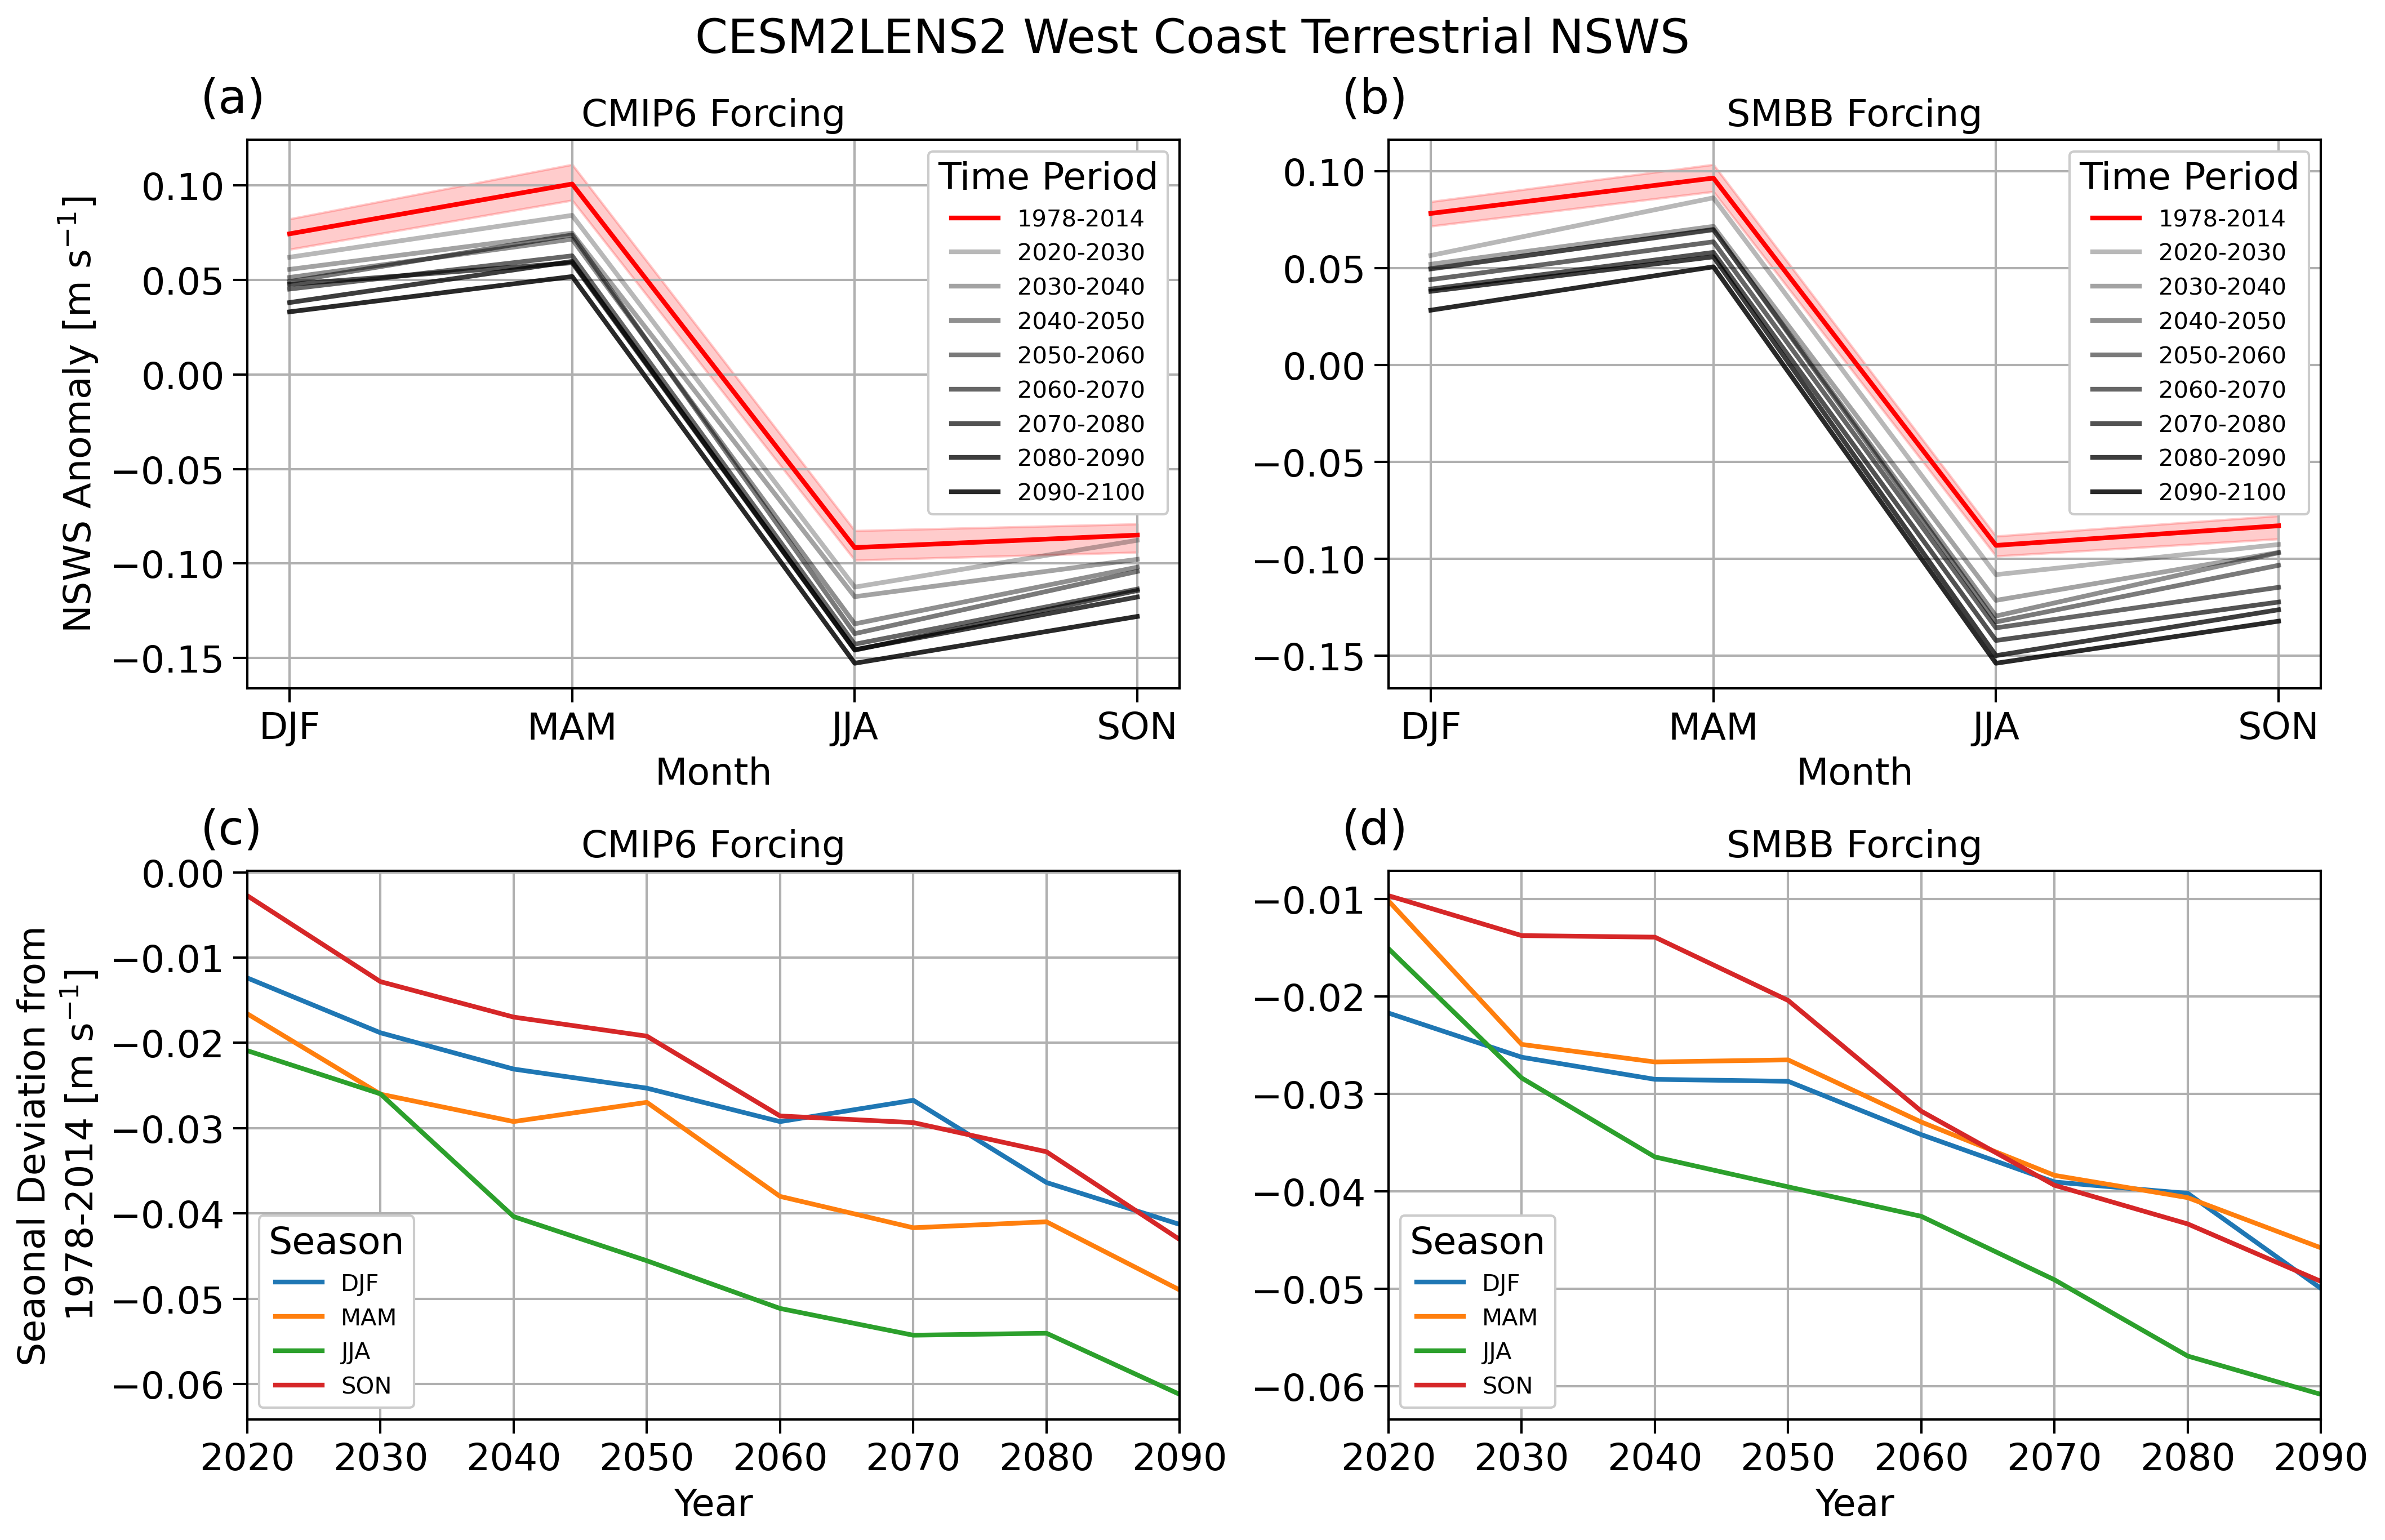 CESM2LENS2 West Coast Terrestrial NSWS
(a)
CMIP6 Forcing
NSWS Anomaly [m s⁻¹]
0.10
0.05
0.00
−0.05
−0.10
−0.15
Time Period
1978-2014
2020-2030
2030-2040
2040-2050
2050-2060
2060-2070
2070-2080
2080-2090
2090-2100
DJF MAM JJA SON
Month
(b)
SMBB Forcing
0.10
0.05
0.00
−0.05
−0.10
−0.15
Time Period
1978-2014
2020-2030
2030-2040
2040-2050
2050-2060
2060-2070
2070-2080
2080-2090
2090-2100
DJF MAM JJA SON
Month
(c)
CMIP6 Forcing
Seaonal Deviation from
1978-2014 [m s⁻¹]
0.00
−0.01
−0.02
−0.03
−0.04
−0.05
−0.06
Season
DJF
MAM
JJA
SON
2020 2030 2040 2050 2060 2070 2080 2090
Year
(d)
SMBB Forcing
−0.01
−0.02
−0.03
−0.04
−0.05
−0.06
Season
DJF
MAM
JJA
SON
2020 2030 2040 2050 2060 2070 2080 2090
Year